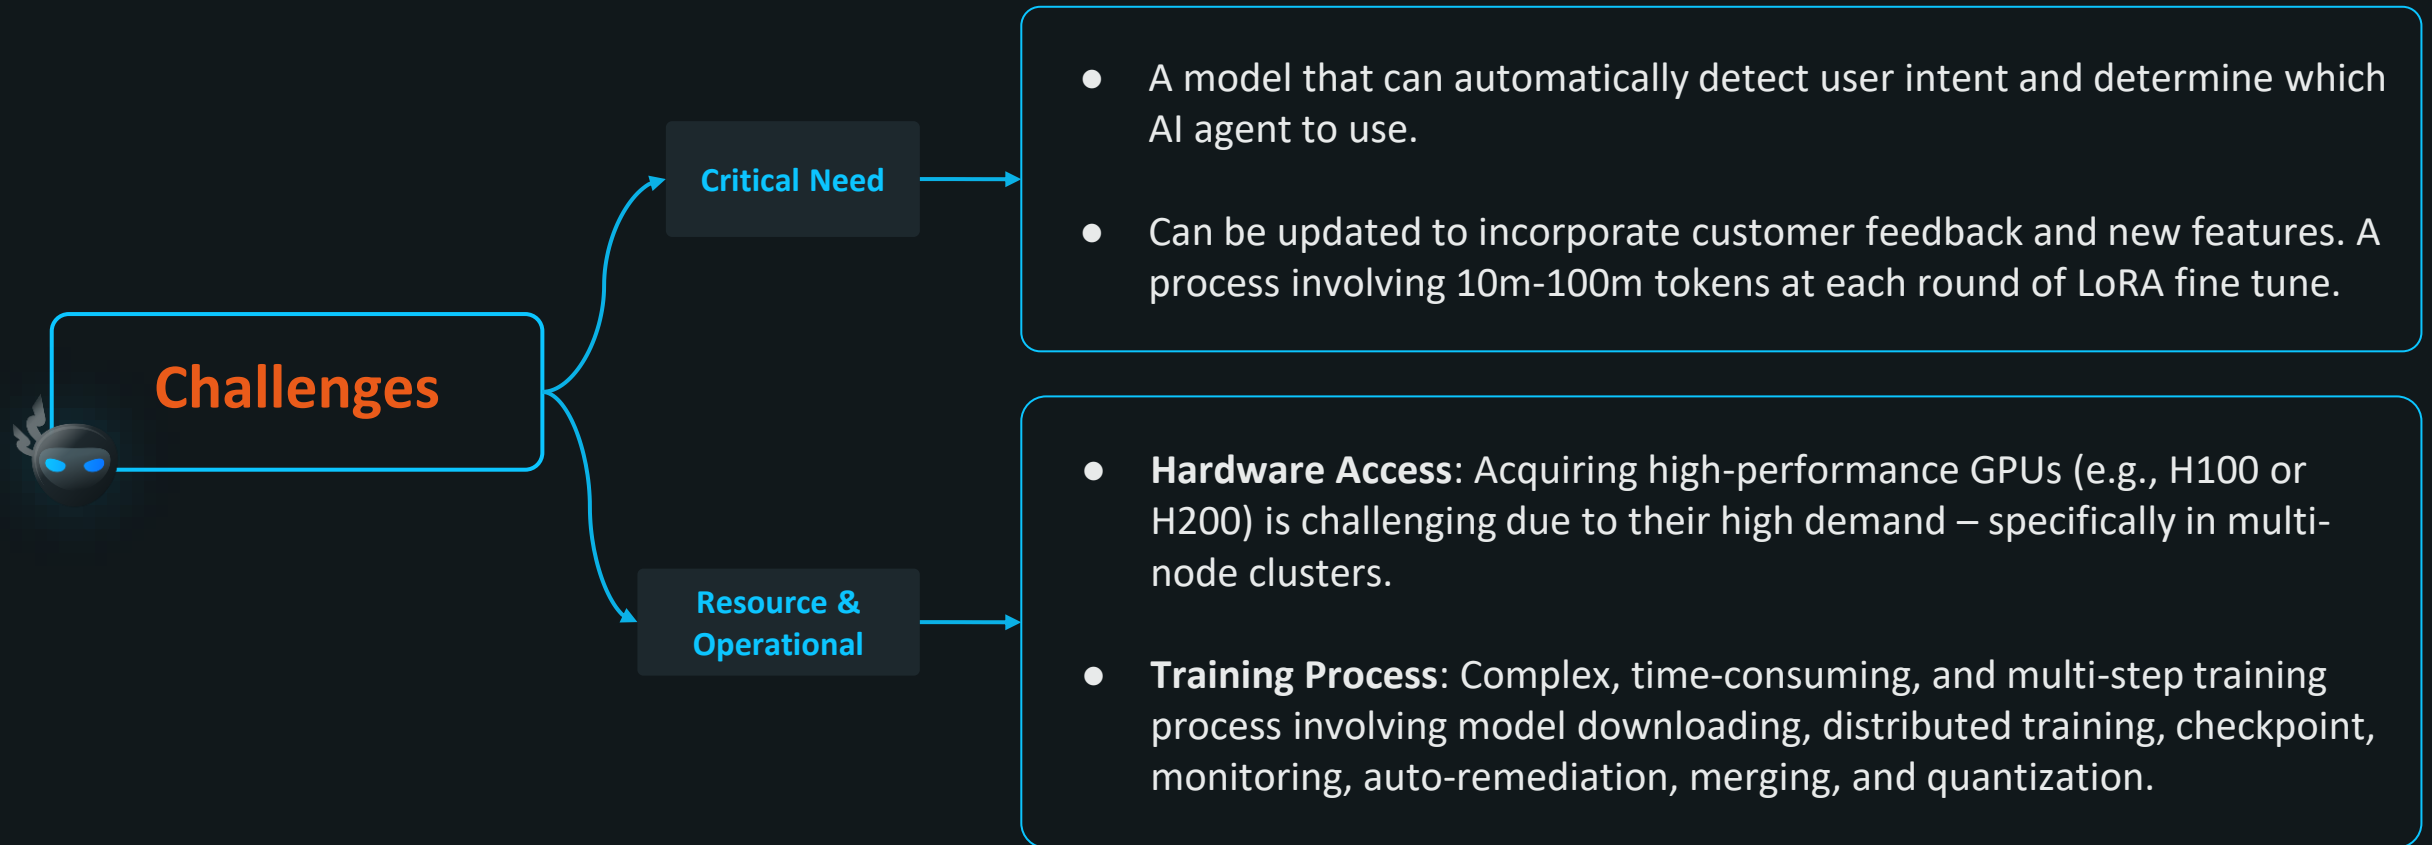 Challenges
Critical Need
● A model that can automatically detect user intent and determine which
AI agent to use.
● Can be updated to incorporate customer feedback and new features. A
process involving 10m-100m tokens at each round of LoRA fine tune.
Resource &
Operational
● Hardware Access: Acquiring high-performance GPUs (e.g., H100 or
H200) is challenging due to their high demand – specifically in multi-
node clusters.
● Training Process: Complex, time-consuming, and multi-step training
process involving model downloading, distributed training, checkpoint,
monitoring, auto-remediation, merging, and quantization.